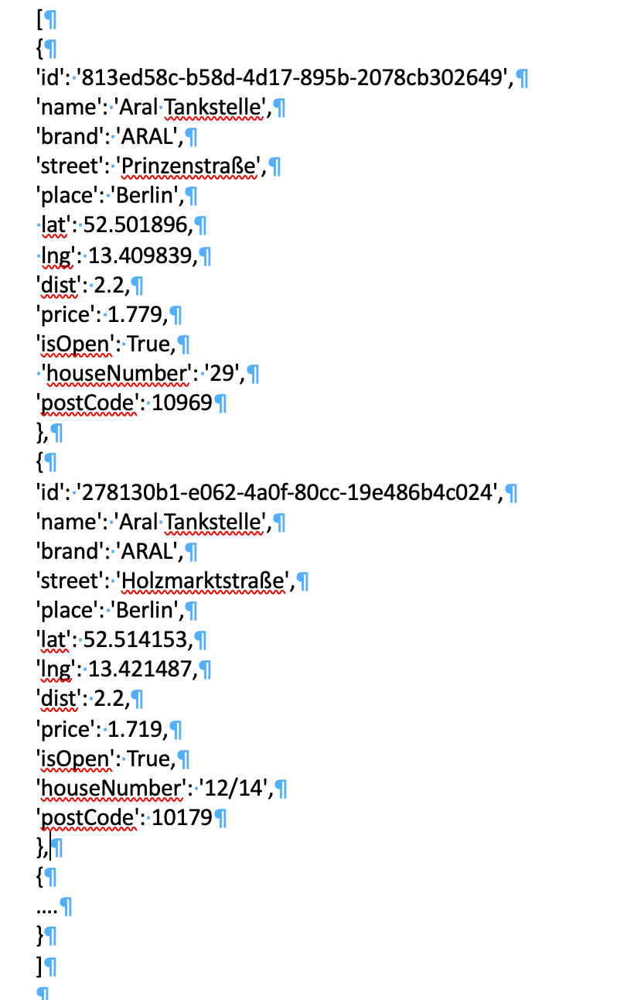 [¶
{¶
'id':·'813ed58c-b58d-4d17-895b-2078cb302649',¶
'name':·'Aral·Tankstelle',¶
'brand':·'ARAL',¶
'street':·'Prinzenstraße',¶
'place':·'Berlin',¶
·lat':·52.501896,¶
·lng':·13.409839,¶
'dist':·2.2,¶
'price':·1.779,¶
'isOpen':·True,¶
·'houseNumber':·'29',¶
'postCode':·10969¶
},¶
{¶
'id':·'278130b1-e062-4a0f-80cc-19e486b4c024',¶
'name':·'Aral·Tankstelle',¶
'brand':·'ARAL',¶
'street':·'Holzmarktstraße',¶
'place':·'Berlin',¶
'lat':·52.514153,¶
'lng':·13.421487,¶
'dist':·2.2,¶
'price':·1.719,¶
'isOpen':·True,¶
'houseNumber':·'12/14',¶
'postCode':·10179¶
},¶
{¶
....¶
}¶
]¶
¶